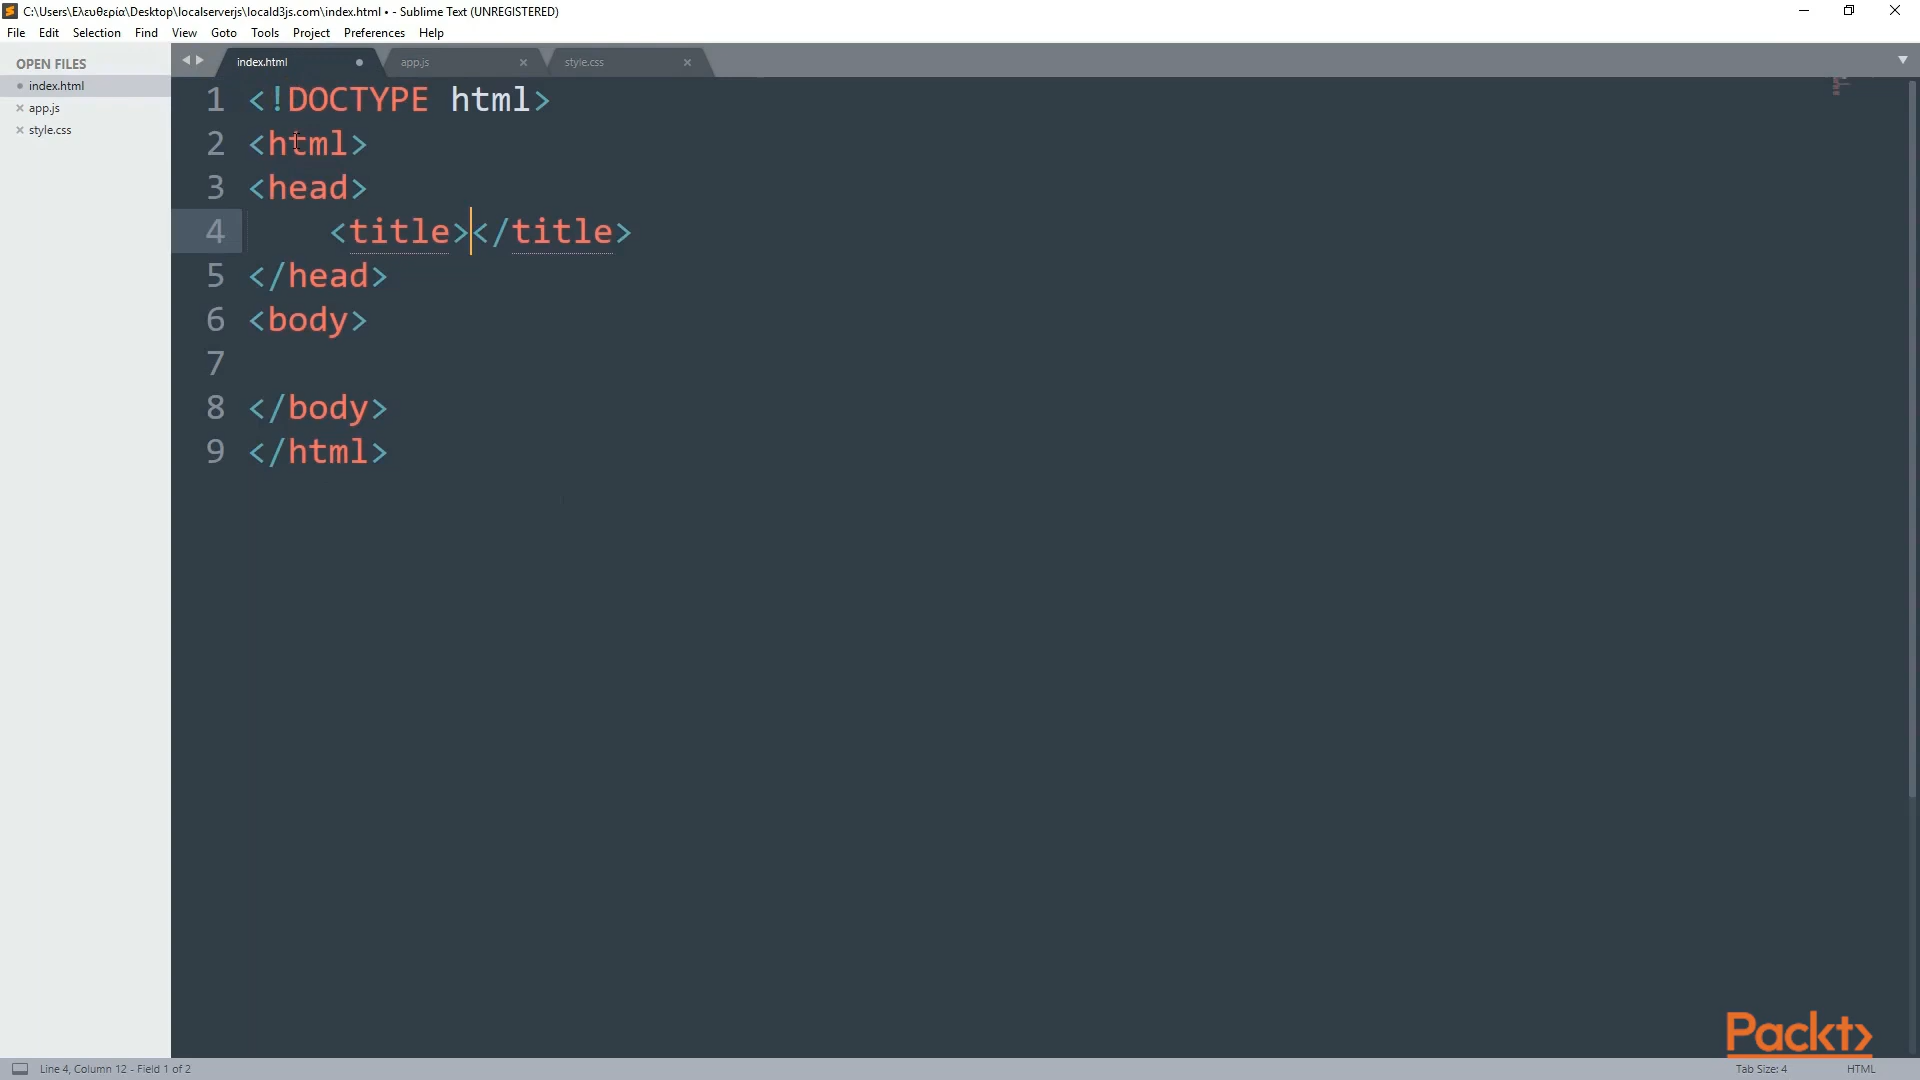 C:\Users\Ελευθερία\Desktop\localserverjs\locald3js.com\index.html • - Sublime Text (UNREGISTERED)
File Edit Selection Find View Goto Tools Project Preferences Help
OPEN FILES
index.html
app.js
style.css
index.html app.js style.css
1 <!DOCTYPE html>
2 <html>
3 <head>
4     <title></title>
5 </head>
6 <body>
7
8 </body>
9 </html>
Packt>
Line 4, Column 12 - Field 1 of 2 Tab Size: 4 HTML